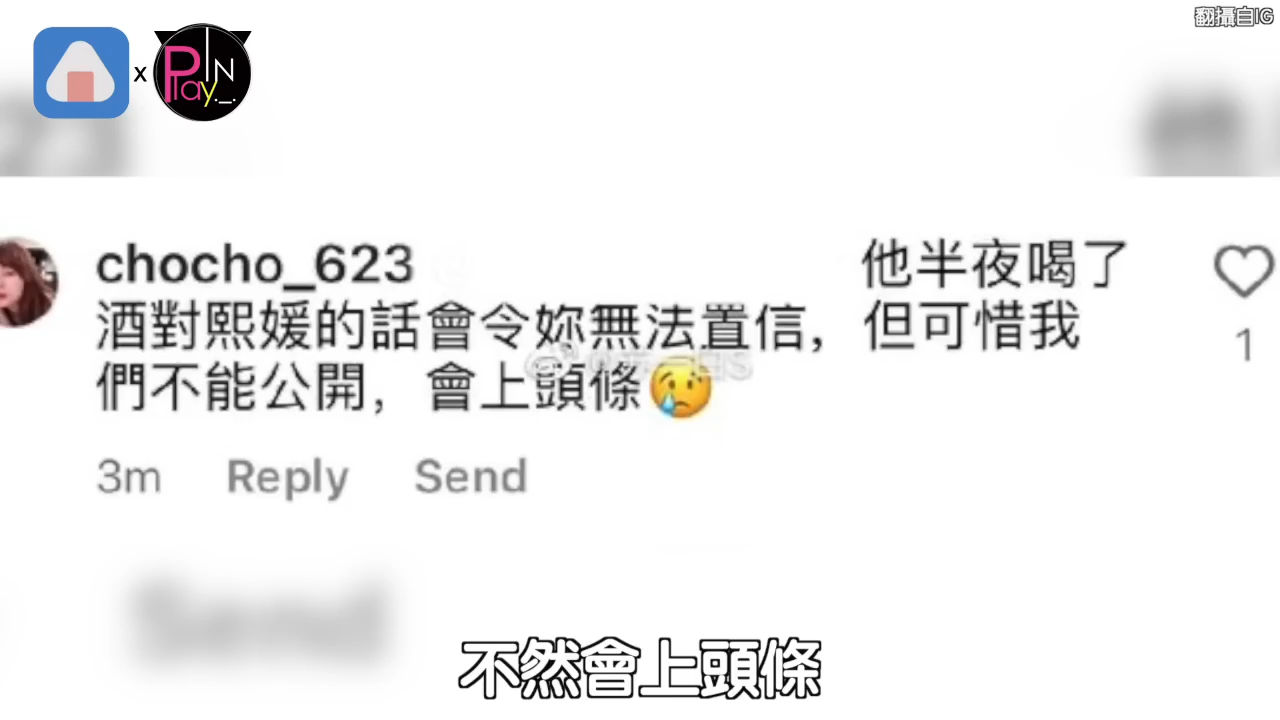 翻攝自IG
x
PlayIN._.
chocho_623 他半夜喝了
酒對熙媛的話會令妳無法置信，但可惜我
們不能公開，會上頭條😢
1
3m Reply Send
Send
不然會上頭條